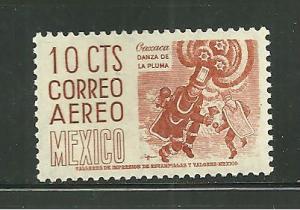 10 CTS
CORREO
AEREO
MEXICO
Oaxaca
DANZA DE
LA PLUMA
TALLERES DE IMPRESION DE ESTAMPILLAS Y VALORES-MEXICO